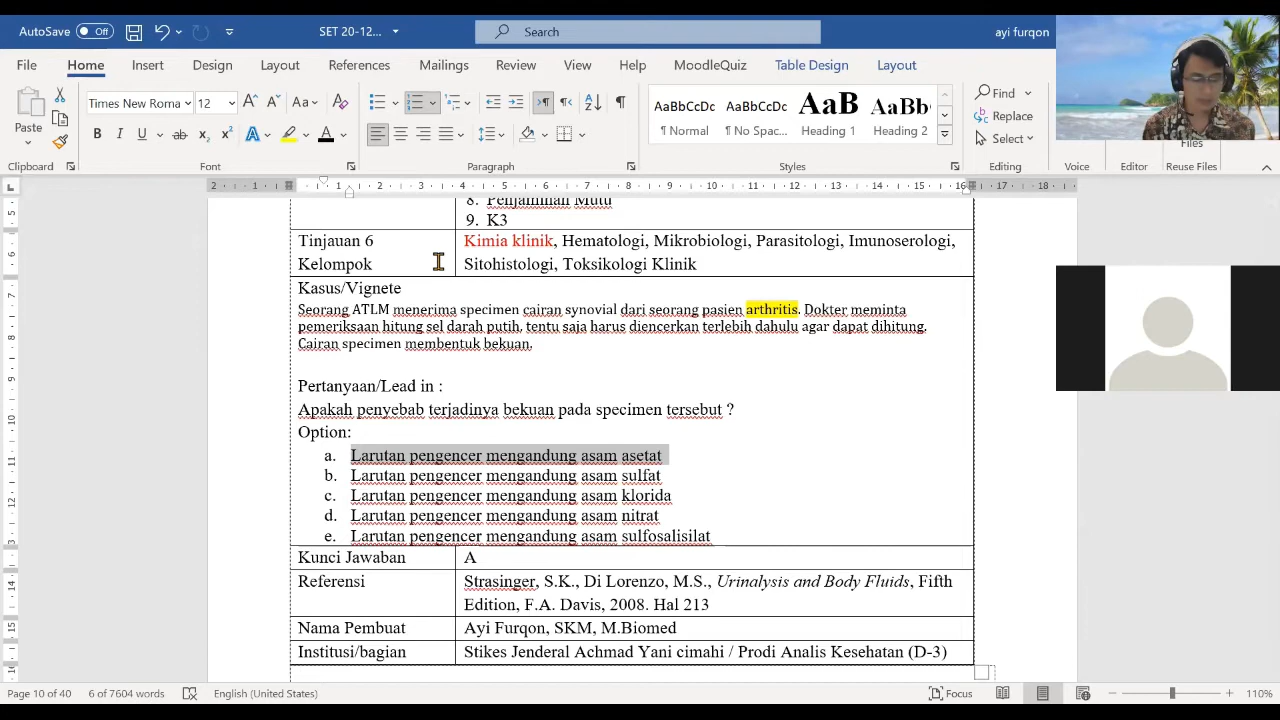 AutoSave Off SET 20-12... Search ayi furqon
File Home Insert Design Layout References Mailings Review View Help MoodleQuiz Table Design Layout
Paste Times New Roma 12 Aa AaBbCcDc AaBbCcDc AaB AaBb Find
Normal No Spac... Heading 1 Heading 2 Replace
Select Files
Clipboard Font Paragraph Styles Editing Voice Editor Reuse Files
8. Penjaminan Mutu
9. K3
Tinjauan 6 Kelompok
Kimia klinik, Hematologi, Mikrobiologi, Parasitologi, Imunoserologi,
Sitohistologi, Toksikologi Klinik
Kasus/Vignete
Seorang ATLM menerima specimen cairan synovial dari seorang pasien arthritis. Dokter meminta
pemeriksaan hitung sel darah putih, tentu saja harus diencerkan terlebih dahulu agar dapat dihitung.
Cairan specimen membentuk bekuan.
Pertanyaan/Lead in :
Apakah penyebab terjadinya bekuan pada specimen tersebut ?
Option:
a. Larutan pengencer mengandung asam asetat
b. Larutan pengencer mengandung asam sulfat
c. Larutan pengencer mengandung asam klorida
d. Larutan pengencer mengandung asam nitrat
e. Larutan pengencer mengandung asam sulfosalisilat
Kunci Jawaban A
Referensi Strasinger, S.K., Di Lorenzo, M.S., Urinalysis and Body Fluids, Fifth
Edition, F.A. Davis, 2008. Hal 213
Nama Pembuat Ayi Furqon, SKM, M.Biomed
Institusi/bagian Stikes Jenderal Achmad Yani cimahi / Prodi Analis Kesehatan (D-3)
Page 10 of 40 6 of 7604 words English (United States) Focus 110%